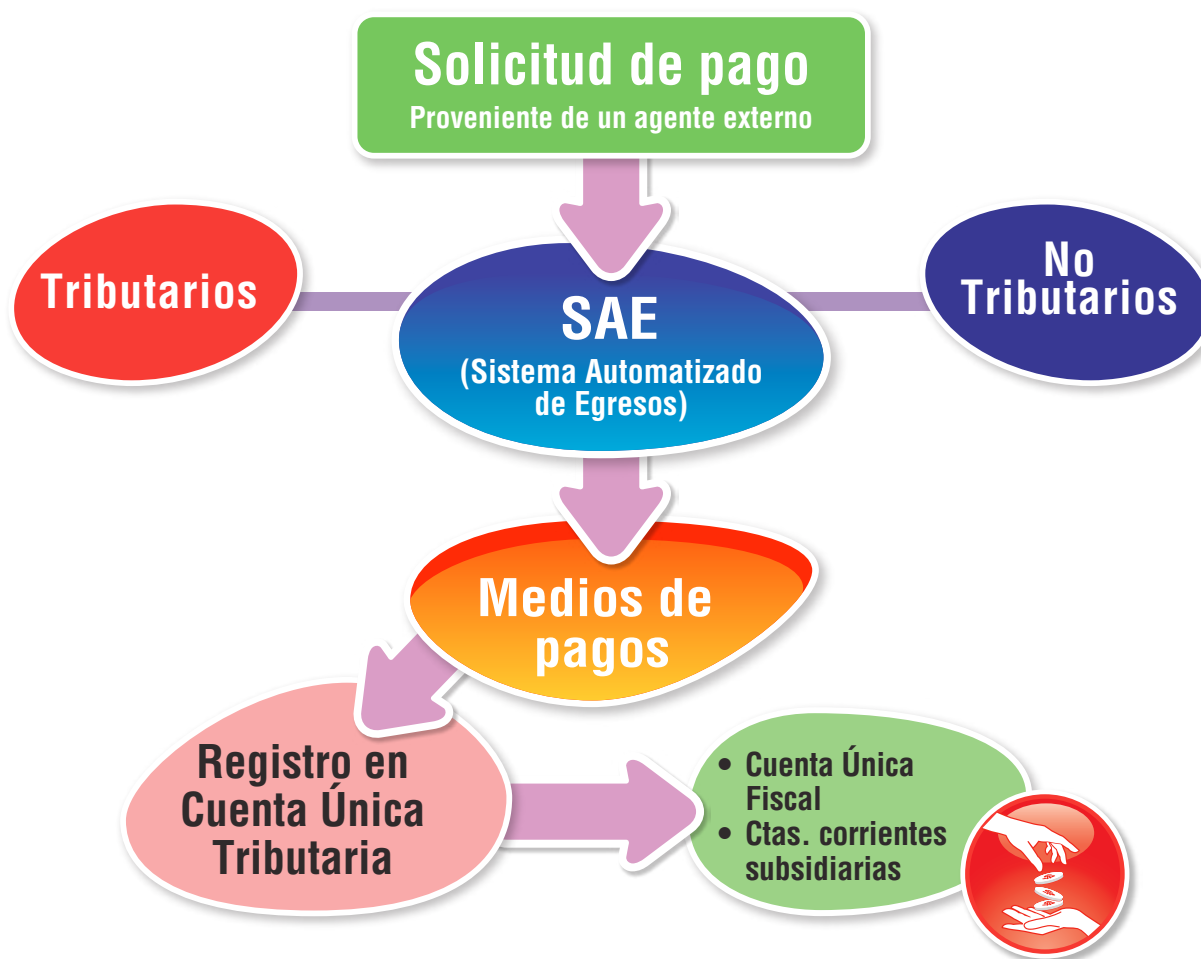 Solicitud de pago
Proveniente de un agente externo
Tributarios
No
Tributarios
SAE
(Sistema Automatizado
de Egresos)
Medios de
pagos
Registro en
Cuenta Única
Tributaria
• Cuenta Única
Fiscal
• Ctas. corrientes
subsidiarias